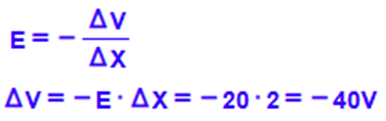 E = - ΔV/ΔX
ΔV = -E · ΔX = -20 · 2 = -40V